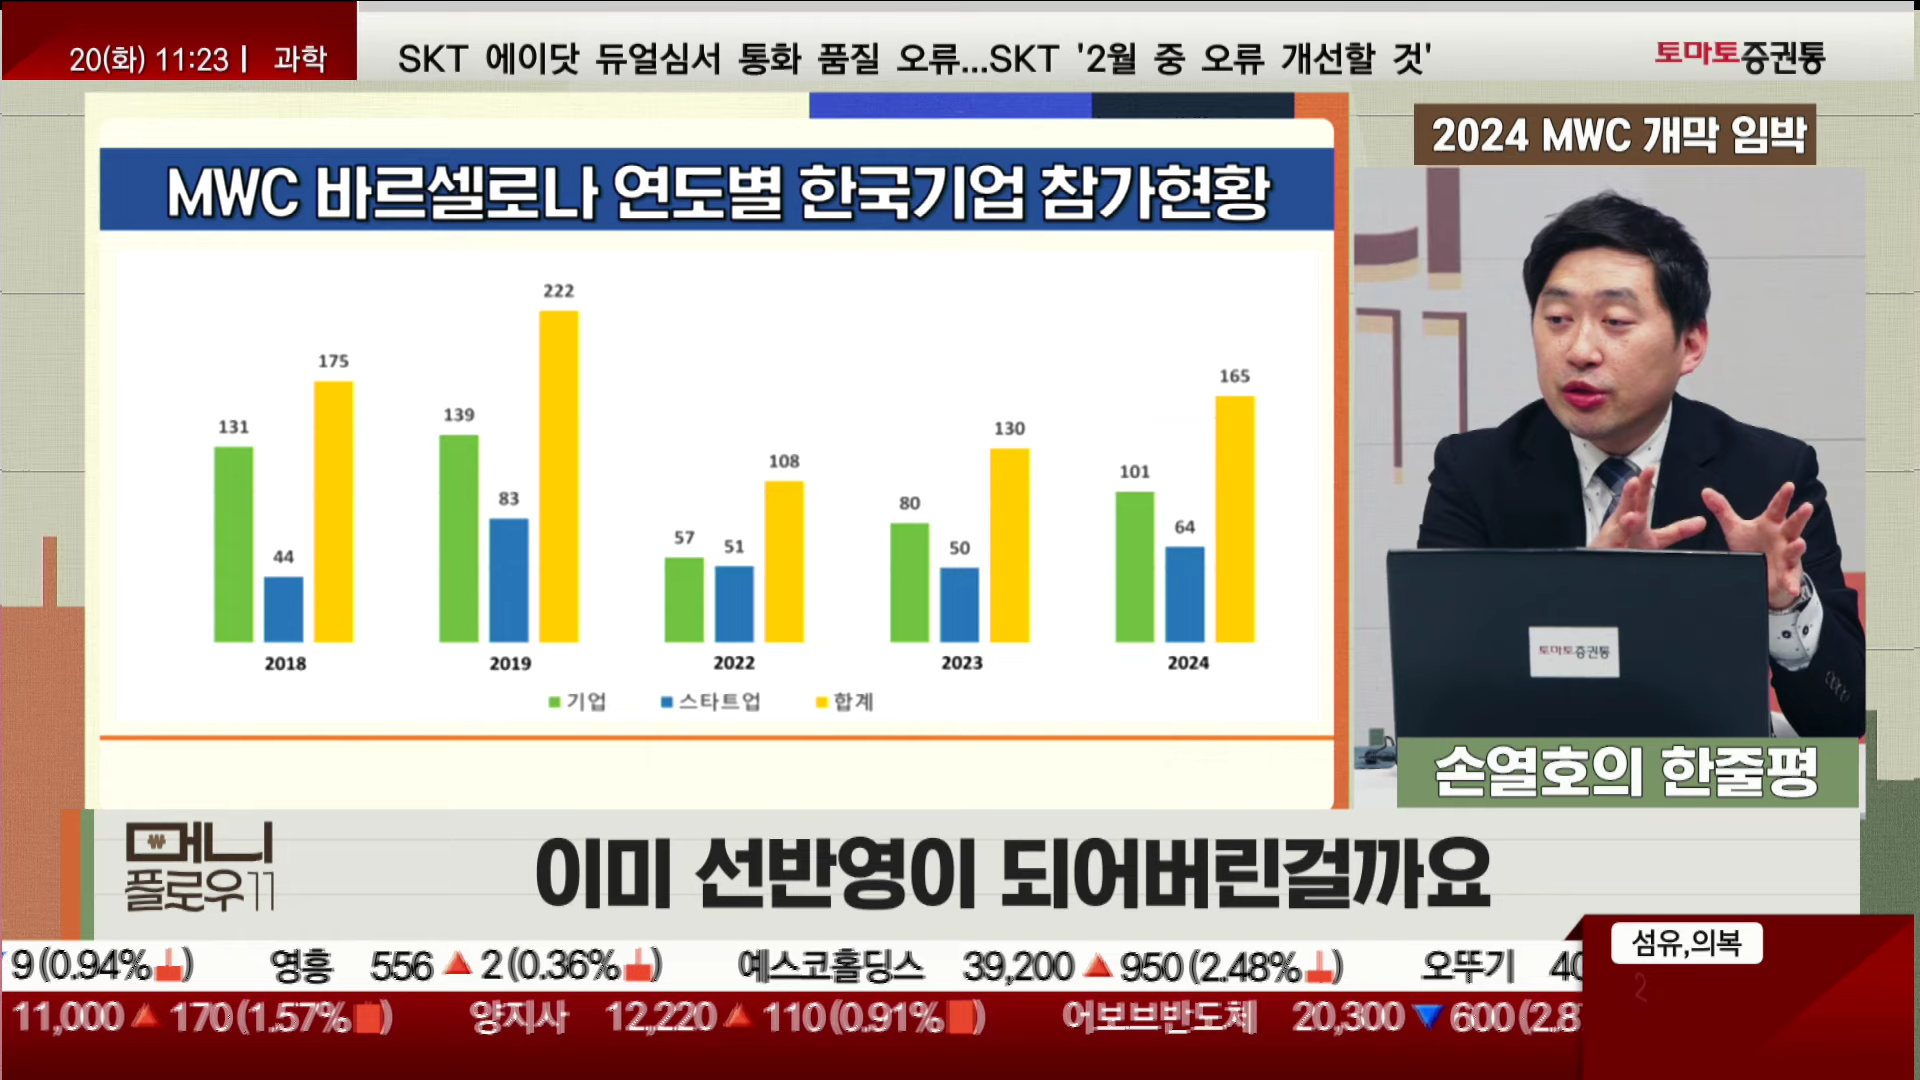 20(화) 11:23 | 과학 SKT 에이닷 듀얼심서 통화 품질 오류...SKT '2월 중 오류 개선할 것' 토마토증권통
2024 MWC 개막 임박
MWC 바르셀로나 연도별 한국기업 참가현황
131 44 175
139 83 222
57 51 108
80 50 130
101 64 165
2018 2019 2022 2023 2024
기업 스타트업 합계
토마토증권통
손열호의 한줄평
머니
플로우11
이미 선반영이 되어버린걸까요
섬유,의복
9(0.94% ) 영흥 556 ▲ 2(0.36% ) 예스코홀딩스 39,200 ▲ 950(2.48% ) 오뚜기
11,000 ▲ 170(1.57% ) 양지사 12,220 ▲ 110(0.91% ) 어보브반도체 20,300 ▼ 600